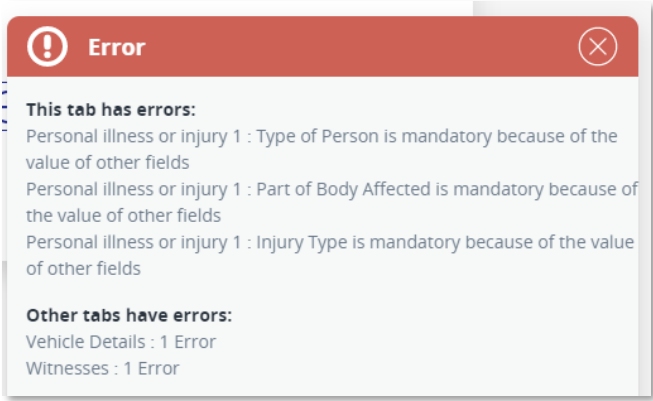 Error
This tab has errors:
Personal illness or injury 1 : Type of Person is mandatory because of the
value of other fields
Personal illness or injury 1 : Part of Body Affected is mandatory because of
the value of other fields
Personal illness or injury 1 : Injury Type is mandatory because of the value
of other fields
Other tabs have errors:
Vehicle Details : 1 Error
Witnesses : 1 Error